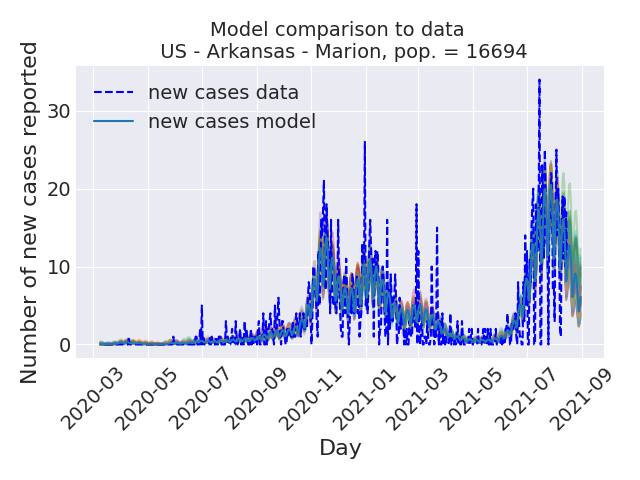 Model comparison to data
US - Arkansas - Marion, pop. = 16694
Number of new cases reported
new cases data
new cases model
30
20
10
0
2020-03
2020-05
2020-07
2020-09
2020-11
2021-01
2021-03
2021-05
2021-07
2021-09
Day